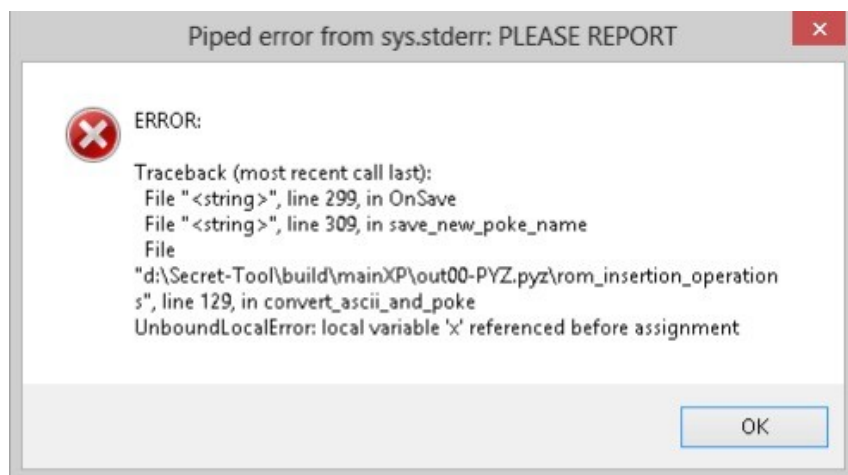 Piped error from sys.stderr: PLEASE REPORT
ERROR:
Traceback (most recent call last):
File "<string>", line 299, in OnSave
File "<string>", line 309, in save_new_poke_name
File
"d:\Secret-Tool\build\mainXP\out00-PYZ.pyz\rom_insertion_operation
s", line 129, in convert_ascii_and_poke
UnboundLocalError: local variable 'x' referenced before assignment
OK